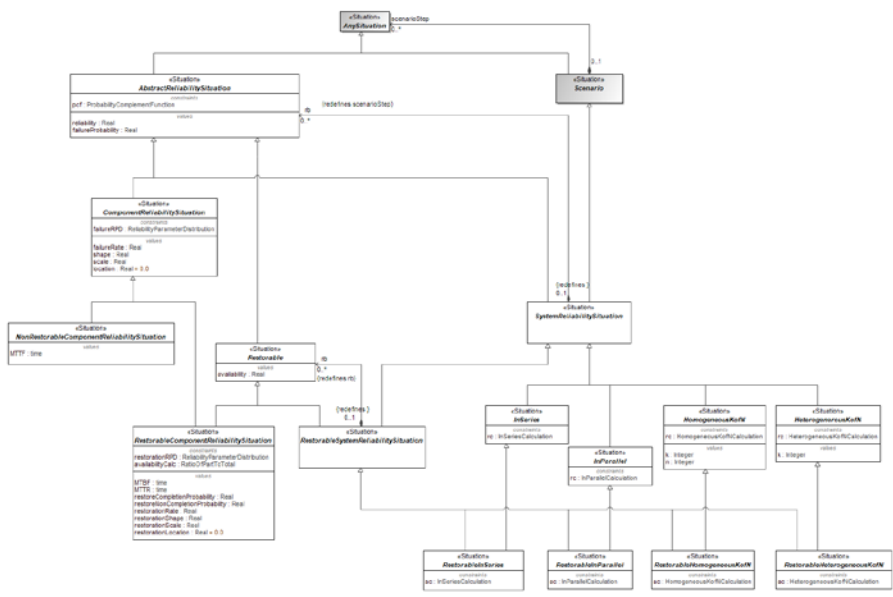 «Situation»
AnySituation
scenarioStep
0..*
0..1
«Situation»
Scenario
«Situation»
AbstractReliabilitySituation
constraints
pcf : ProbabilityComplementFunction
values
reliability : Real
failureProbability : Real
rb
0..*
{redefines scenarioStep}
«Situation»
ComponentReliabilitySituation
constraints
failureRPD : ReliabilityParameterDistribution
values
failureRate : Real
shape : Real
scale : Real
location : Real = 0.0
{redefines }
0..1
«Situation»
SystemReliabilitySituation
«Situation»
NonRestorableComponentReliabilitySituation
values
MTTF : time
«Situation»
Restorable
values
availability : Real
rb
0..*
{redefines rb}
{redefines }
0..1
«Situation»
RestorableComponentReliabilitySituation
constraints
restorationRPD : ReliabilityParameterDistribution
availabilityCalc : RatioOfPartToTotal
values
MTBF : time
MTTR : time
restoreCompletionProbability : Real
restorationCompletionProbability : Real
restorationRate : Real
restorationShape : Real
restorationScale : Real
restorationLocation : Real = 0.0
«Situation»
RestorableSystemReliabilitySituation
«Situation»
InSeries
constraints
rc : InSeriesCalculation
«Situation»
InParallel
constraints
rc : InParallelCalculation
«Situation»
HomogeneousKofN
constraints
rc : HomogeneousKofNCalculation
values
k : Integer
n : Integer
«Situation»
HeterogenerousKofN
constraints
rc : HeterogeneousKofNCalculation
values
k : Integer
«Situation»
RestorableInSeries
constraints
ac : InSeriesCalculation
«Situation»
RestorableInParallel
constraints
ac : InParallelCalculation
«Situation»
RestorableHomogeneousKofN
constraints
ac : HomogeneousKofNCalculation
«Situation»
RestorableHeterogeneousKofN
constraints
ac : HeterogeneousKofNCalculation